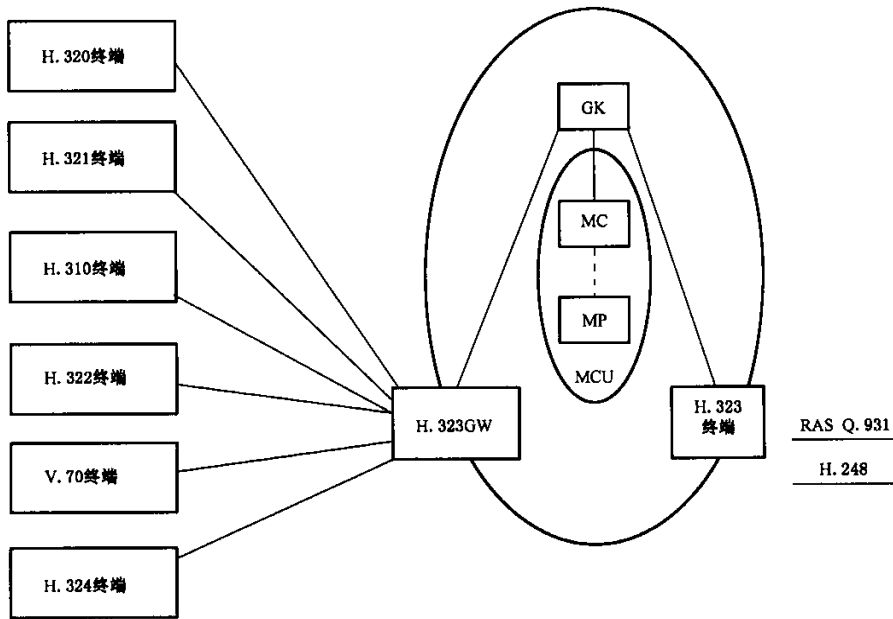 H.320终端
H.321终端
H.310终端
H.322终端
V.70终端
H.324终端
GK
MC
MP
MCU
H.323GW
H.323
终端
RAS Q.931
H.248